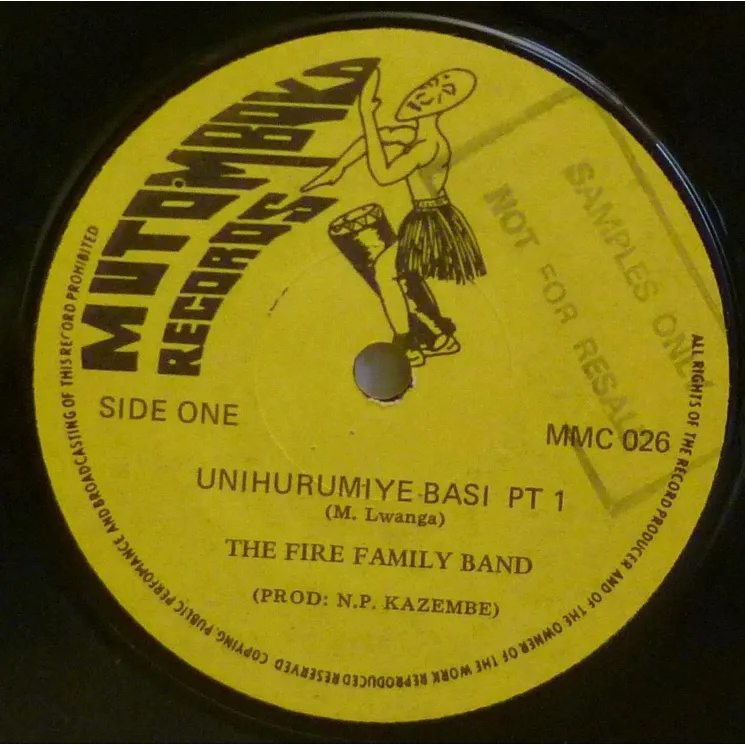 MUTOMBOKO
RECORDS
SAMPLES ONLY
NOT FOR RESALE
SIDE ONE
MMC 026
UNIHURUMIYE-BASI PT 1
(M. Lwanga)
THE FIRE FAMILY BAND
(PROD: N.P. KAZEMBE)
ALL RIGHTS OF THE RECORD PRODUCER AND OF THE OWNER OF THE WORK REPRODUCED RESERVED COPYING, PUBLIC PERFOMANCE AND BROADCASTING OF THIS RECORD PROHIBITED